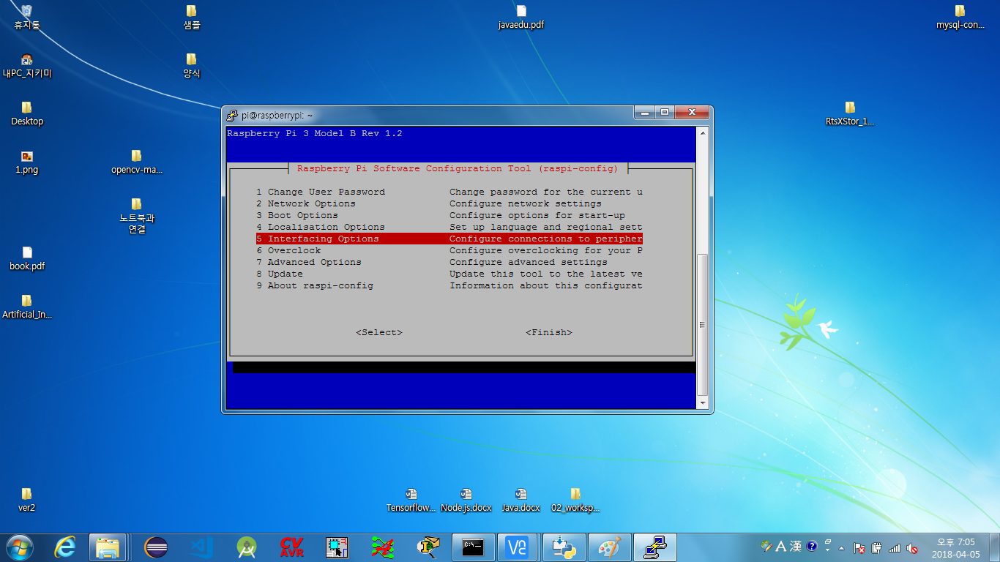 휴지통
샘플
javaedu.pdf
mysql-con...
내PC_지키미
양식
Desktop
RtsXStor_1...
1.png
opencv-ma...
노트북과
연결
book.pdf
Artificial_In...
pi@raspberrypi: ~
Raspberry Pi 3 Model B Rev 1.2
Raspberry Pi Software Configuration Tool (raspi-config)
1 Change User Password Change password for the current u
2 Network Options Configure network settings
3 Boot Options Configure options for start-up
4 Localisation Options Set up language and regional sett
5 Interfacing Options Configure connections to peripher
6 Overclock Configure overclocking for your P
7 Advanced Options Configure advanced settings
8 Update Update this tool to the latest ve
9 About raspi-config Information about this configurat
<Select> <Finish>
ver2
Tensorflow...
Node.js.docx
Java.docx
02_worksp...
CV
AVR
C:\
A 漢
오후 7:05
2018-04-05